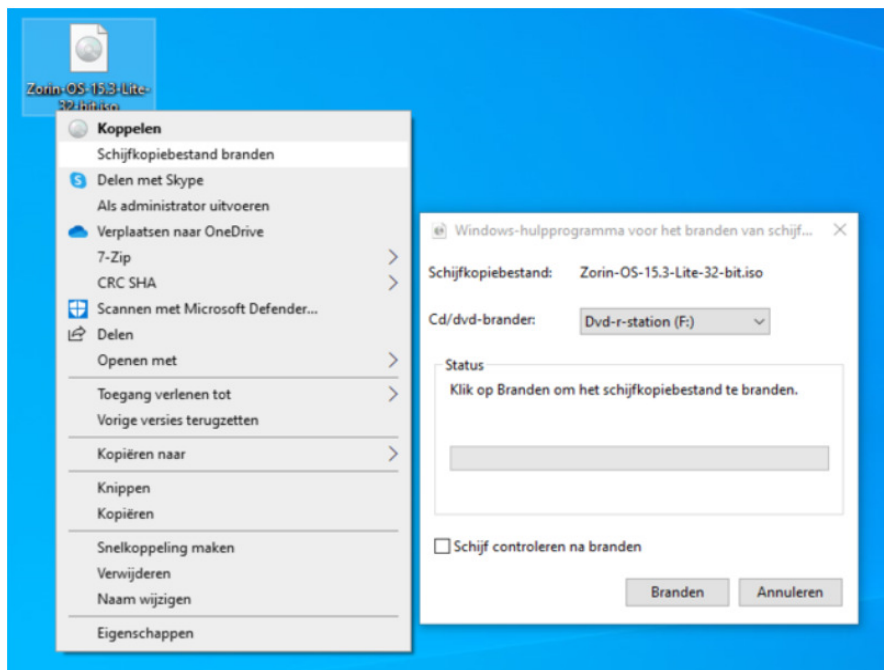 Zorin-OS-15.3-Lite-
32-bit.iso
Koppelen
Schijfkopiebestand branden
Delen met Skype
Als administrator uitvoeren
Verplaatsen naar OneDrive
7-Zip
CRC SHA
Scannen met Microsoft Defender...
Delen
Openen met
Toegang verlenen tot
Vorige versies terugzetten
Kopiëren naar
Knippen
Kopiëren
Snelkoppeling maken
Verwijderen
Naam wijzigen
Eigenschappen
Windows-hulpprogramma voor het branden van schijf...
Schijfkopiebestand: Zorin-OS-15.3-Lite-32-bit.iso
Cd/dvd-brander: Dvd-r-station (F:)
Status
Klik op Branden om het schijfkopiebestand te branden.
Schijf controleren na branden
Branden Annuleren